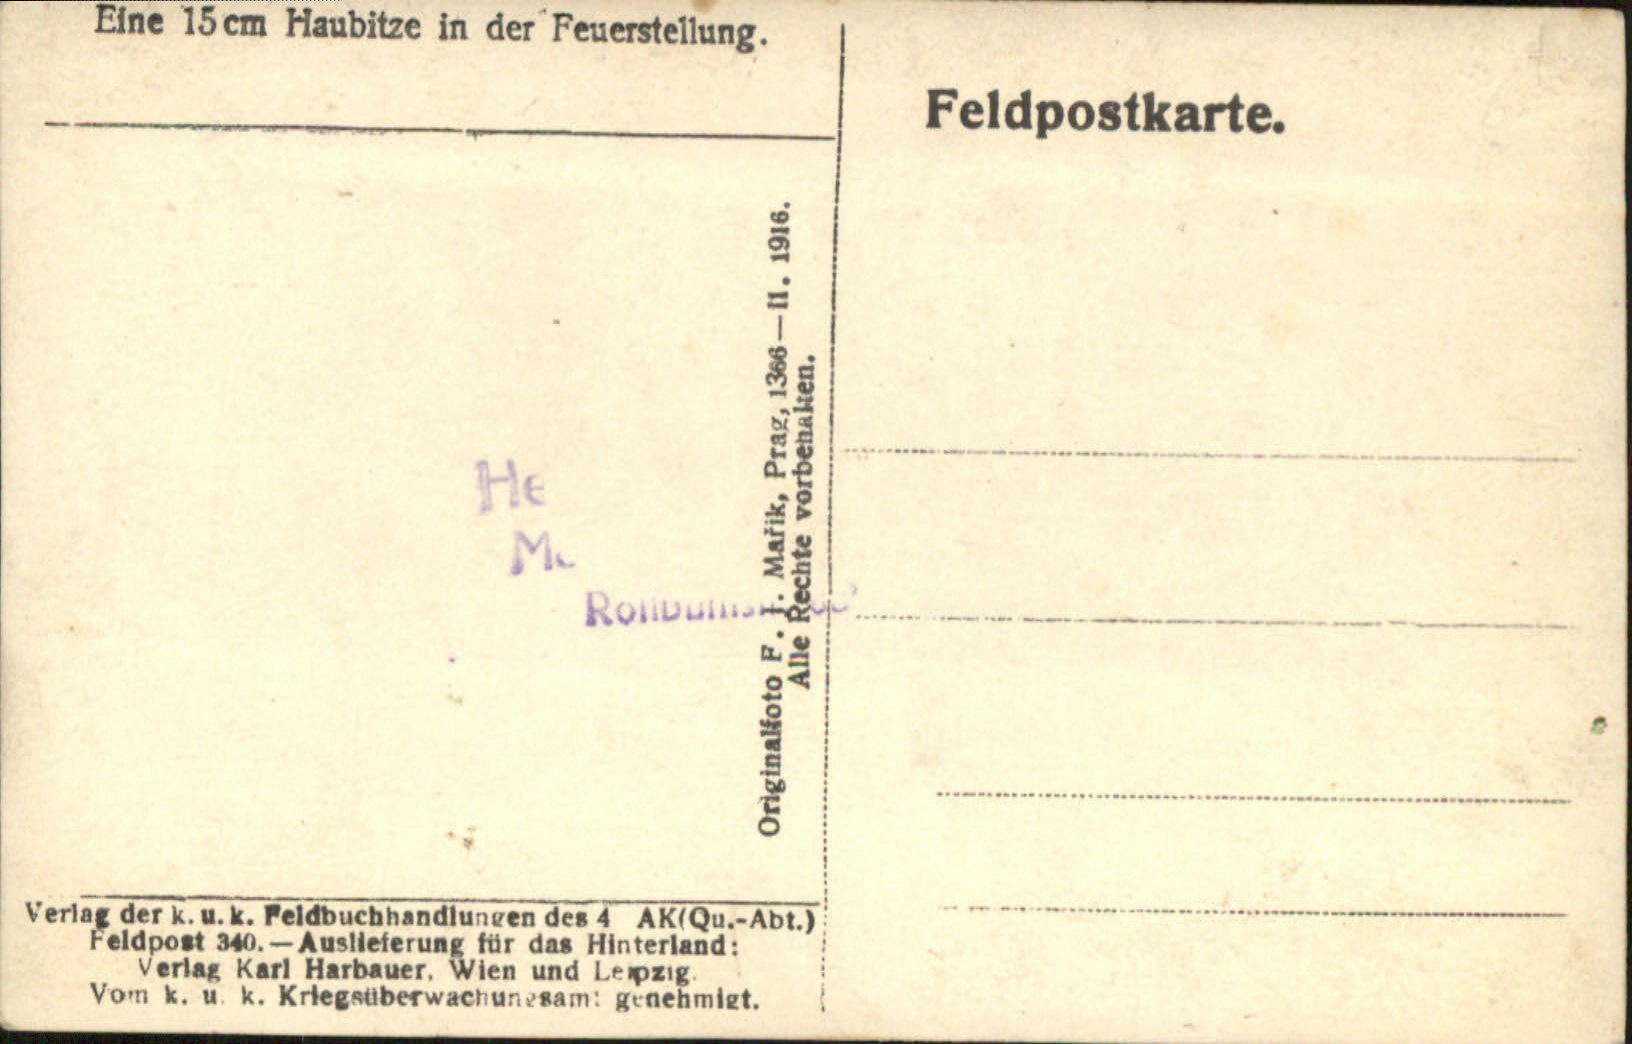 Eine 15 cm Haubitze in der Feuerstellung.
Feldpostkarte.
Originalfoto F. J. Mařik, Prag, 1366—II. 1916.
Alle Rechte vorbehalten.
He
M
Verlag der k. u. k. Feldbuchhandlungen des 4 AK (Qu.-Abt.)
Feldpost 340. — Auslieferung für das Hinterland:
Verlag Karl Harbauer, Wien und Leipzig.
Vom k. u. k. Kriegsüberwachungsamt genehmigt.